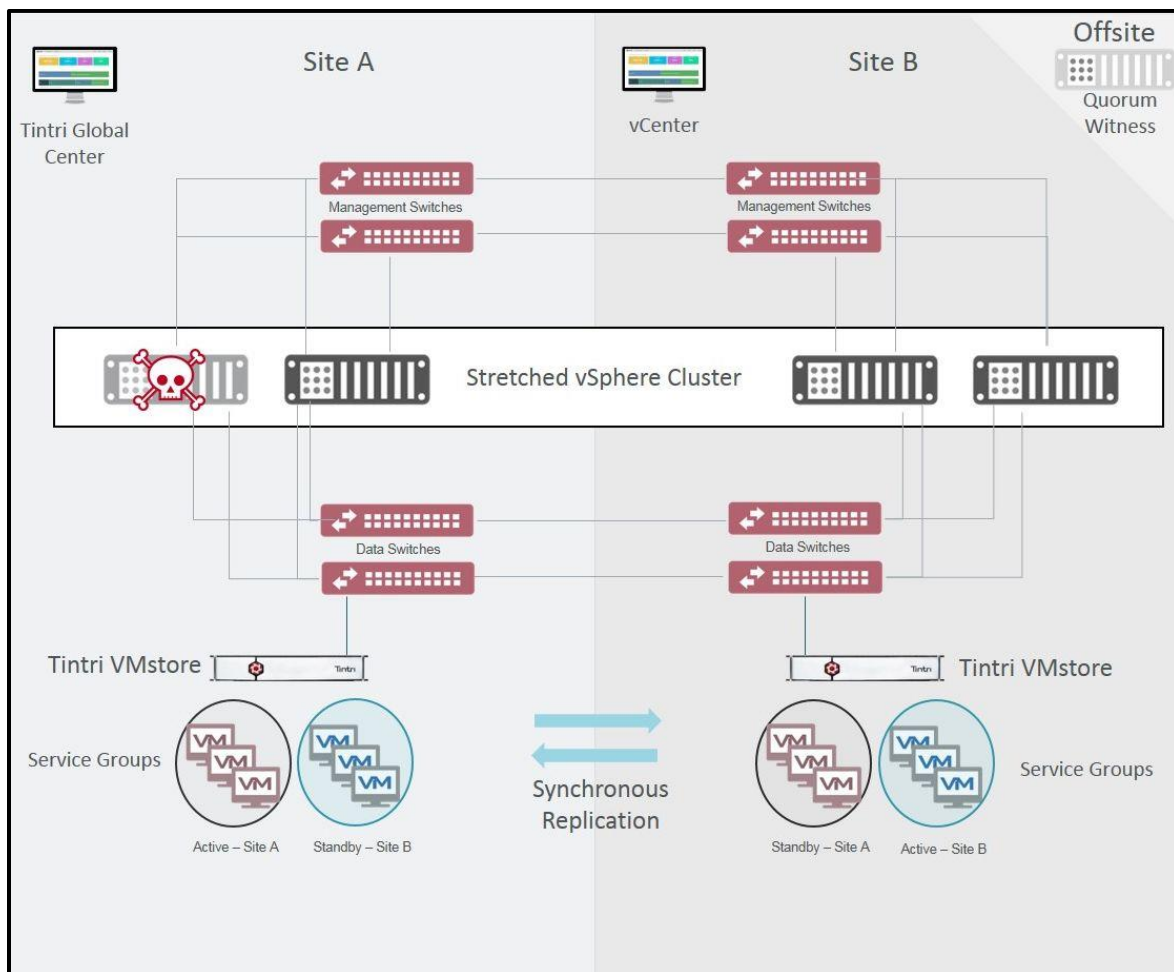 Site A
Site B
Offsite
Tintri Global
Center
vCenter
Quorum
Witness
Management Switches
Management Switches
Stretched vSphere Cluster
Data Switches
Data Switches
Tintri VMstore
Tintri
Tintri
Tintri VMstore
Service Groups
VM
VM
VM
VM
VM
VM
Synchronous
Replication
VM
VM
VM
VM
VM
VM
Service Groups
Active – Site A
Standby – Site B
Standby – Site A
Active – Site B